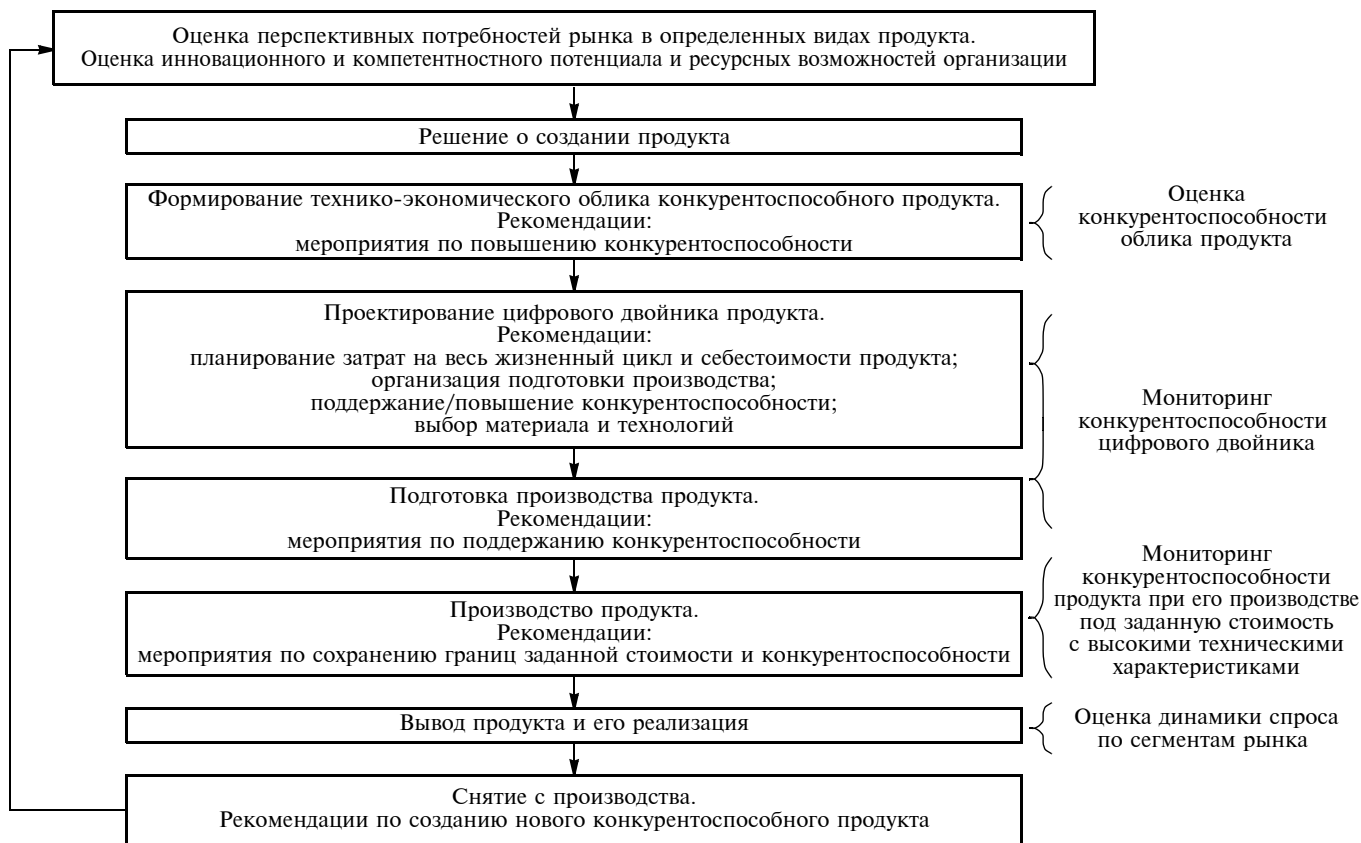 Оценка перспективных потребностей рынка в определенных видах продукта.
Оценка инновационного и компетентностного потенциала и ресурсных возможностей организации
Решение о создании продукта
Формирование технико-экономического облика конкурентоспособного продукта.
Рекомендации:
мероприятия по повышению конкурентоспособности
Оценка
конкурентоспособности
облика продукта
Проектирование цифрового двойника продукта.
Рекомендации:
планирование затрат на весь жизненный цикл и себестоимости продукта;
организация подготовки производства;
поддержание/повышение конкурентоспособности;
выбор материала и технологий
Мониторинг
конкурентоспособности
цифрового двойника
Подготовка производства продукта.
Рекомендации:
мероприятия по поддержанию конкурентоспособности
Производство продукта.
Рекомендации:
мероприятия по сохранению границ заданной стоимости и конкурентоспособности
Мониторинг
конкурентоспособности
продукта при его производстве
под заданную стоимость
с высокими техническими
характеристиками
Вывод продукта и его реализация
Оценка динамики спроса
по сегментам рынка
Снятие с производства.
Рекомендации по созданию нового конкурентоспособного продукта